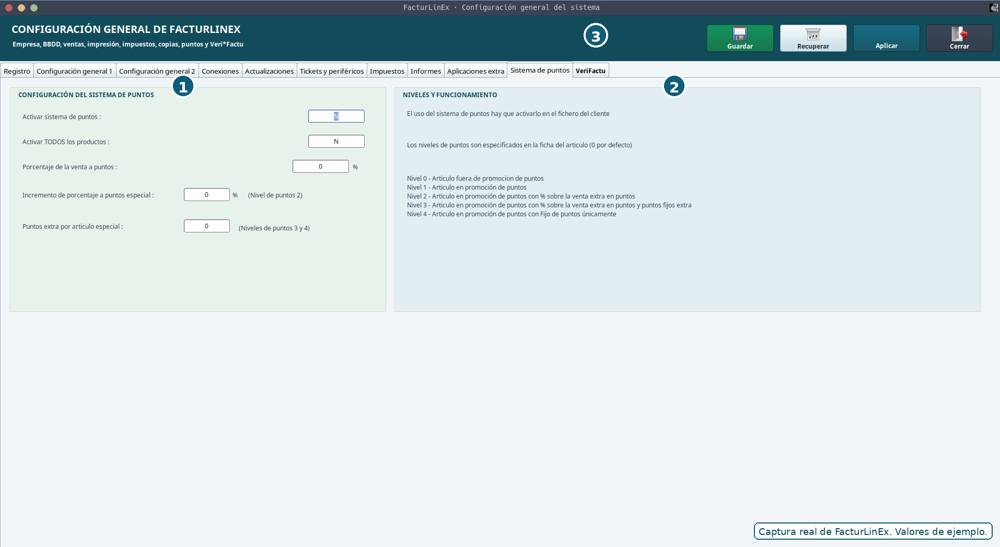 FacturLinEx · Configuración general del sistema
CONFIGURACIÓN GENERAL DE FACTURLINEX
Empresa, BBDD, ventas, impresión, impuestos, copias, puntos y Veri*Factu
3
Guardar
Recuperar
Aplicar
Cerrar
Registro
Configuración general 1
Configuración general 2
Conexiones
Actualizaciones
Tickets y periféricos
Impuestos
Informes
Aplicaciones extra
Sistema de puntos
VeriFactu
1
2
CONFIGURACIÓN DEL SISTEMA DE PUNTOS
Activar sistema de puntos :
N
Activar TODOS los productos :
N
Porcentaje de la venta a puntos :
0
%
Incremento de porcentaje a puntos especial :
0
%
(Nivel de puntos 2)
Puntos extra por articulo especial :
0
(Niveles de puntos 3 y 4)
NIVELES Y FUNCIONAMIENTO
El uso del sistema de puntos hay que activarlo en el fichero del cliente
Los niveles de puntos son especificados en la ficha del articulo (0 por defecto)
Nivel 0 - Articulo fuera de promocion de puntos
Nivel 1 - Articulo en promoción de puntos
Nivel 2 - Articulo en promoción de puntos con % sobre la venta extra en puntos
Nivel 3 - Articulo en promoción de puntos con % sobre la venta extra en puntos y puntos fijos extra
Nivel 4 - Articulo en promoción de puntos con Fijo de puntos únicamente
Captura real de FacturLinEx. Valores de ejemplo.